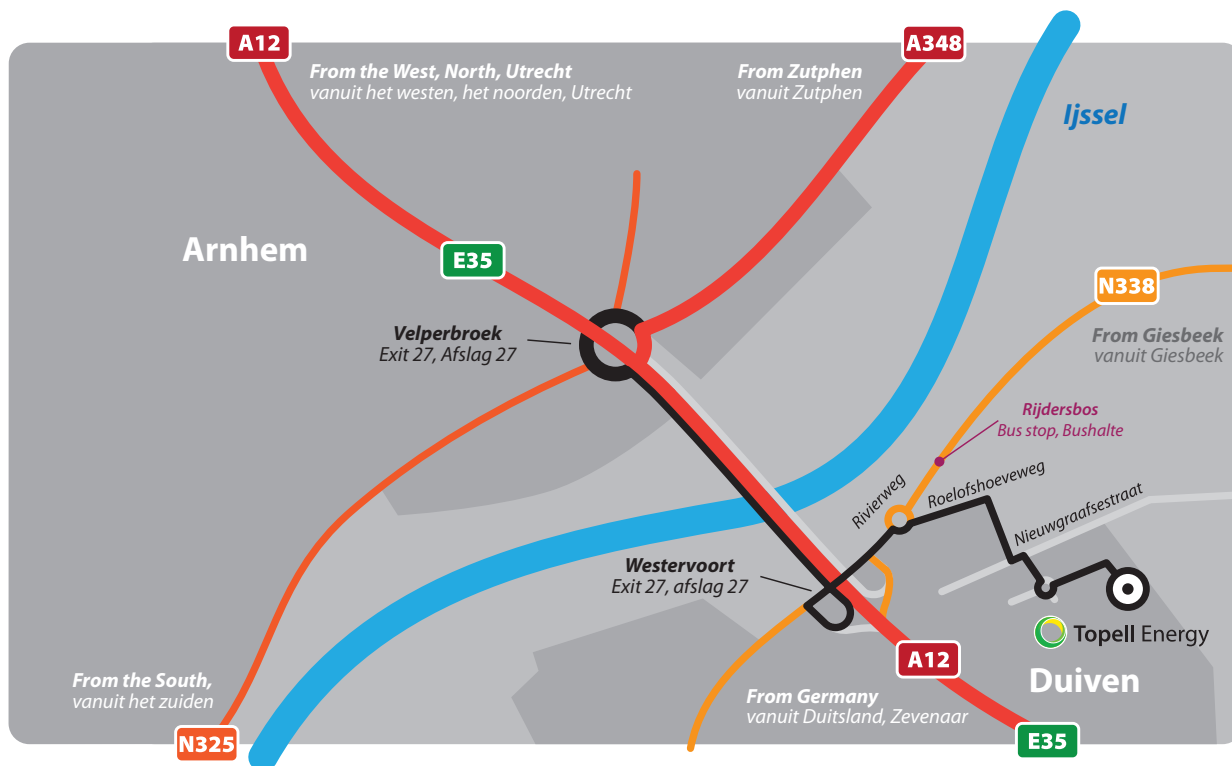 A12
A348
From the West, North, Utrecht
vanuit het westen, het noorden, Utrecht
From Zutphen
vanuit Zutphen
Ijssel
Arnhem
E35
N338
Velperbroek
Exit 27, Afslag 27
From Giesbeek
vanuit Giesbeek
Rijdersbos
Bus stop, Bushalte
Rivierweg
Roelofshoeveweg
Nieuwgraafsestraat
Westervoort
Exit 27, afslag 27
Topell Energy
A12
Duiven
From the South,
vanuit het zuiden
From Germany
vanuit Duitsland, Zevenaar
N325
E35